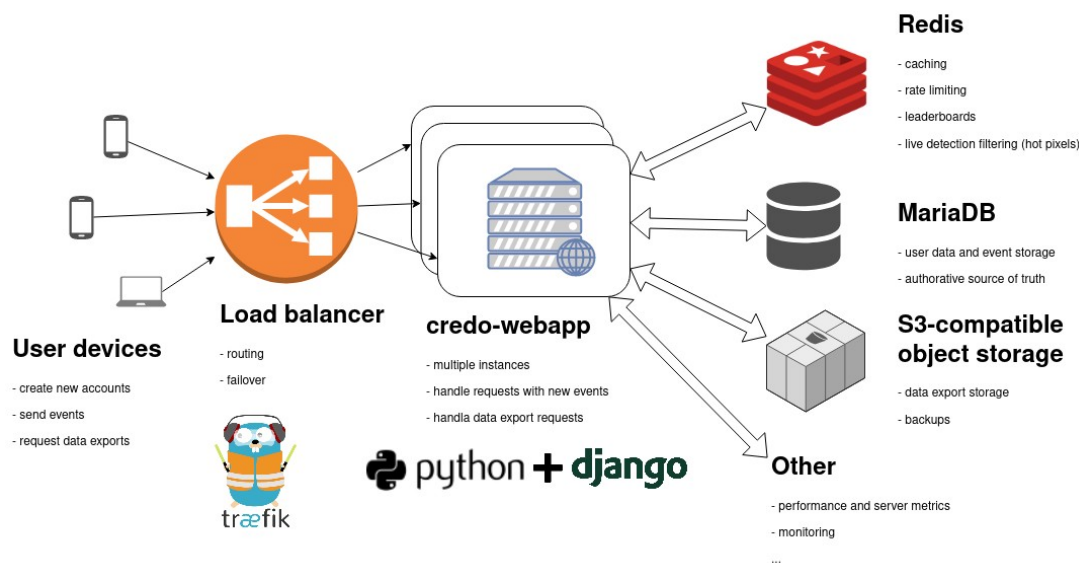 User devices
- create new accounts
- send events
- request data exports
Load balancer
- routing
- failover
træfik
credo-webapp
- multiple instances
- handle requests with new events
- handla data export requests
python + django
Redis
- caching
- rate limiting
- leaderboards
- live detection filtering (hot pixels)
MariaDB
- user data and event storage
- authorative source of truth
S3-compatible
object storage
- data export storage
- backups
Other
- performance and server metrics
- monitoring
...